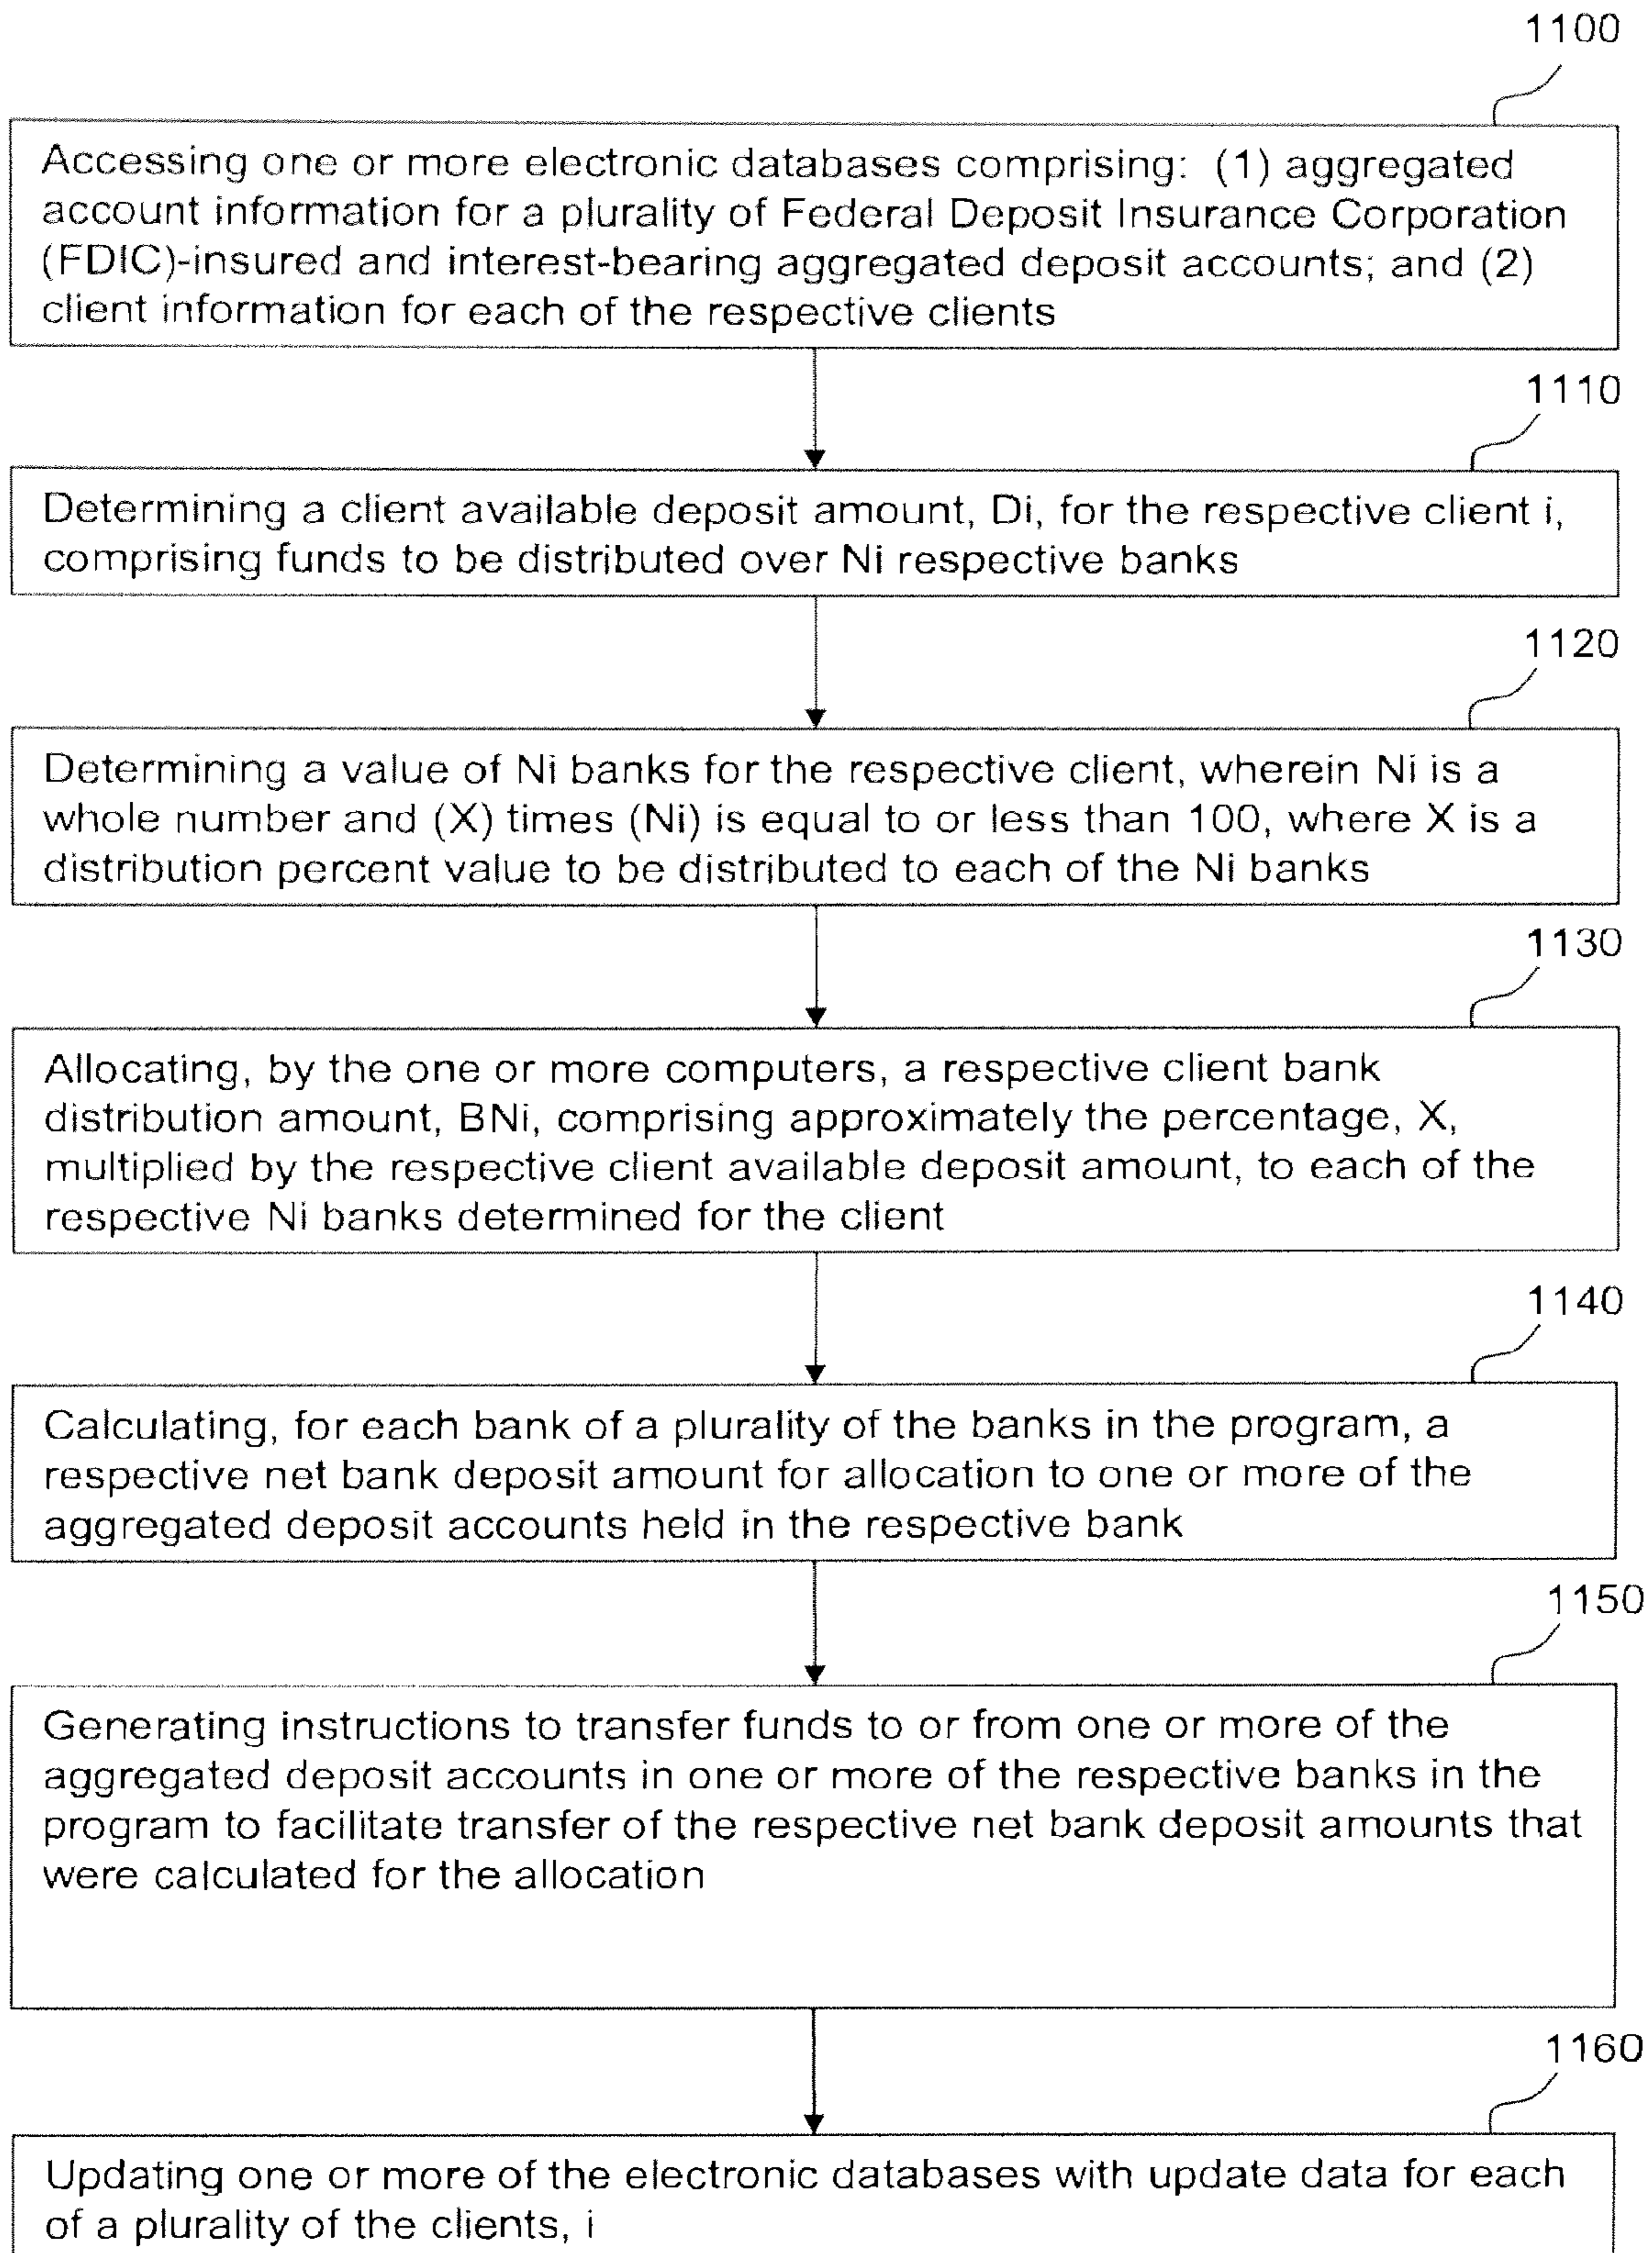 1100
Accessing one or more electronic databases comprising: (1) aggregated
account information for a plurality of Federal Deposit Insurance Corporation
(FDIC)-insured and interest-bearing aggregated deposit accounts; and (2)
client information for each of the respective clients
1110
Determining a client available deposit amount, Di, for the respective client i,
comprising funds to be distributed over Ni respective banks
1120
Determining a value of Ni banks for the respective client, wherein Ni is a
whole number and (X) times (Ni) is equal to or less than 100, where X is a
distribution percent value to be distributed to each of the Ni banks
1130
Allocating, by the one or more computers, a respective client bank
distribution amount, BNi, comprising approximately the percentage, X,
multiplied by the respective client available deposit amount, to each of the
respective Ni banks determined for the client
1140
Calculating, for each bank of a plurality of the banks in the program, a
respective net bank deposit amount for allocation to one or more of the
aggregated deposit accounts held in the respective bank
1150
Generating instructions to transfer funds to or from one or more of the
aggregated deposit accounts in one or more of the respective banks in the
program to facilitate transfer of the respective net bank deposit amounts that
were calculated for the allocation
1160
Updating one or more of the electronic databases with update data for each
of a plurality of the clients, i